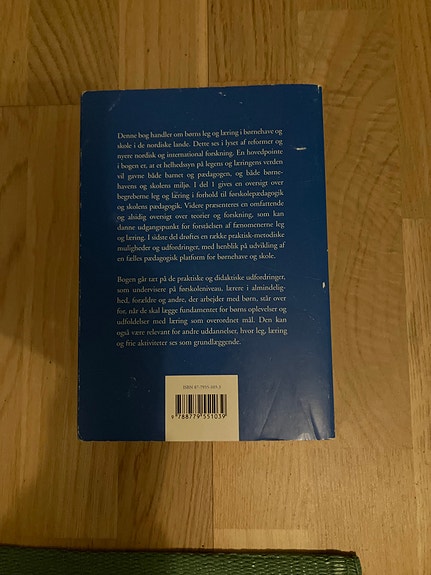 Denne bog handler om børns leg og læring i børnehave og
skole i de nordiske lande. Dette ses i lyset af reformer og
nyere nordisk og international forskning. En hovedpointe
i bogen er, at et helhedssyn på legens og læringens verden
vil gavne både barnet og pædagogen, og både børne-
havens og skolens miljø. I del 1 gives en oversigt over
begreberne leg og læring i forhold til førskolepædagogik
og skolens pædagogik. Videre præsenteres en omfattende
og alsidig oversigt over teorier og forskning, som kan
danne udgangspunkt for forståelsen af fænomenerne leg
og læring. I sidste del drøftes en række praktisk-metodiske
muligheder og udfordringer, med henblik på udvikling af
en fælles pædagogisk platform for børnehave og skole.
Bogen går tæt på de praktiske og didaktiske udfordringer,
som undervisere på førskoleniveau, lærere i almindelig-
hed, forældre og andre, der arbejder med børn, står over
for, når de skal lægge fundamentet for børns oplevelser og
udfoldelser med læring som overordnet mål. Den kan
også være relevant for andre uddannelser, hvor leg, læring
og frie aktiviteter ses som grundlæggende.
9 788779 551039